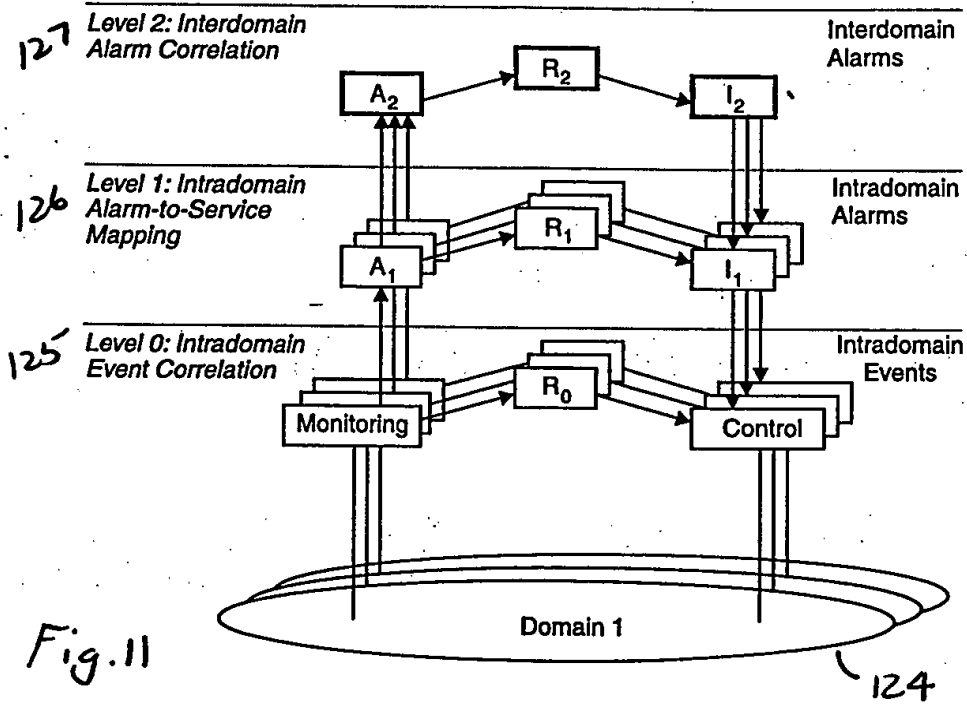 127
Level 2: Interdomain
Alarm Correlation
Interdomain
Alarms
A2
R2
I2
126
Level 1: Intradomain
Alarm-to-Service
Mapping
Intradomain
Alarms
A1
R1
I1
125
Level 0: Intradomain
Event Correlation
Intradomain
Events
Monitoring
R0
Control
Domain 1
Fig.11
124